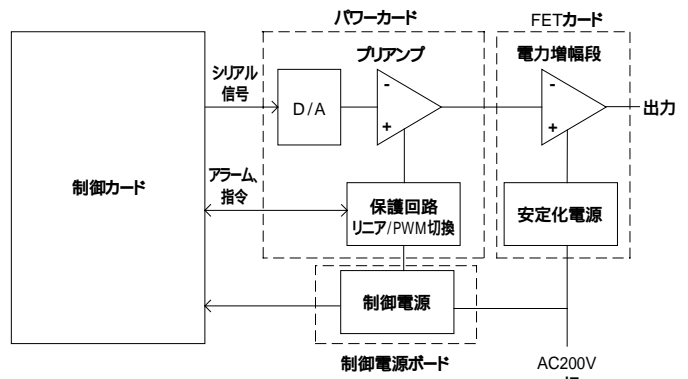 パワーカード
FETカード
プリアンプ
電力増幅段
シリアル
信号
D/A
-
+
-
+
出力
制御カード
アラーム、
指令
保護回路
リニア/PWM切換
安定化電源
制御電源
制御電源ボード
AC200V